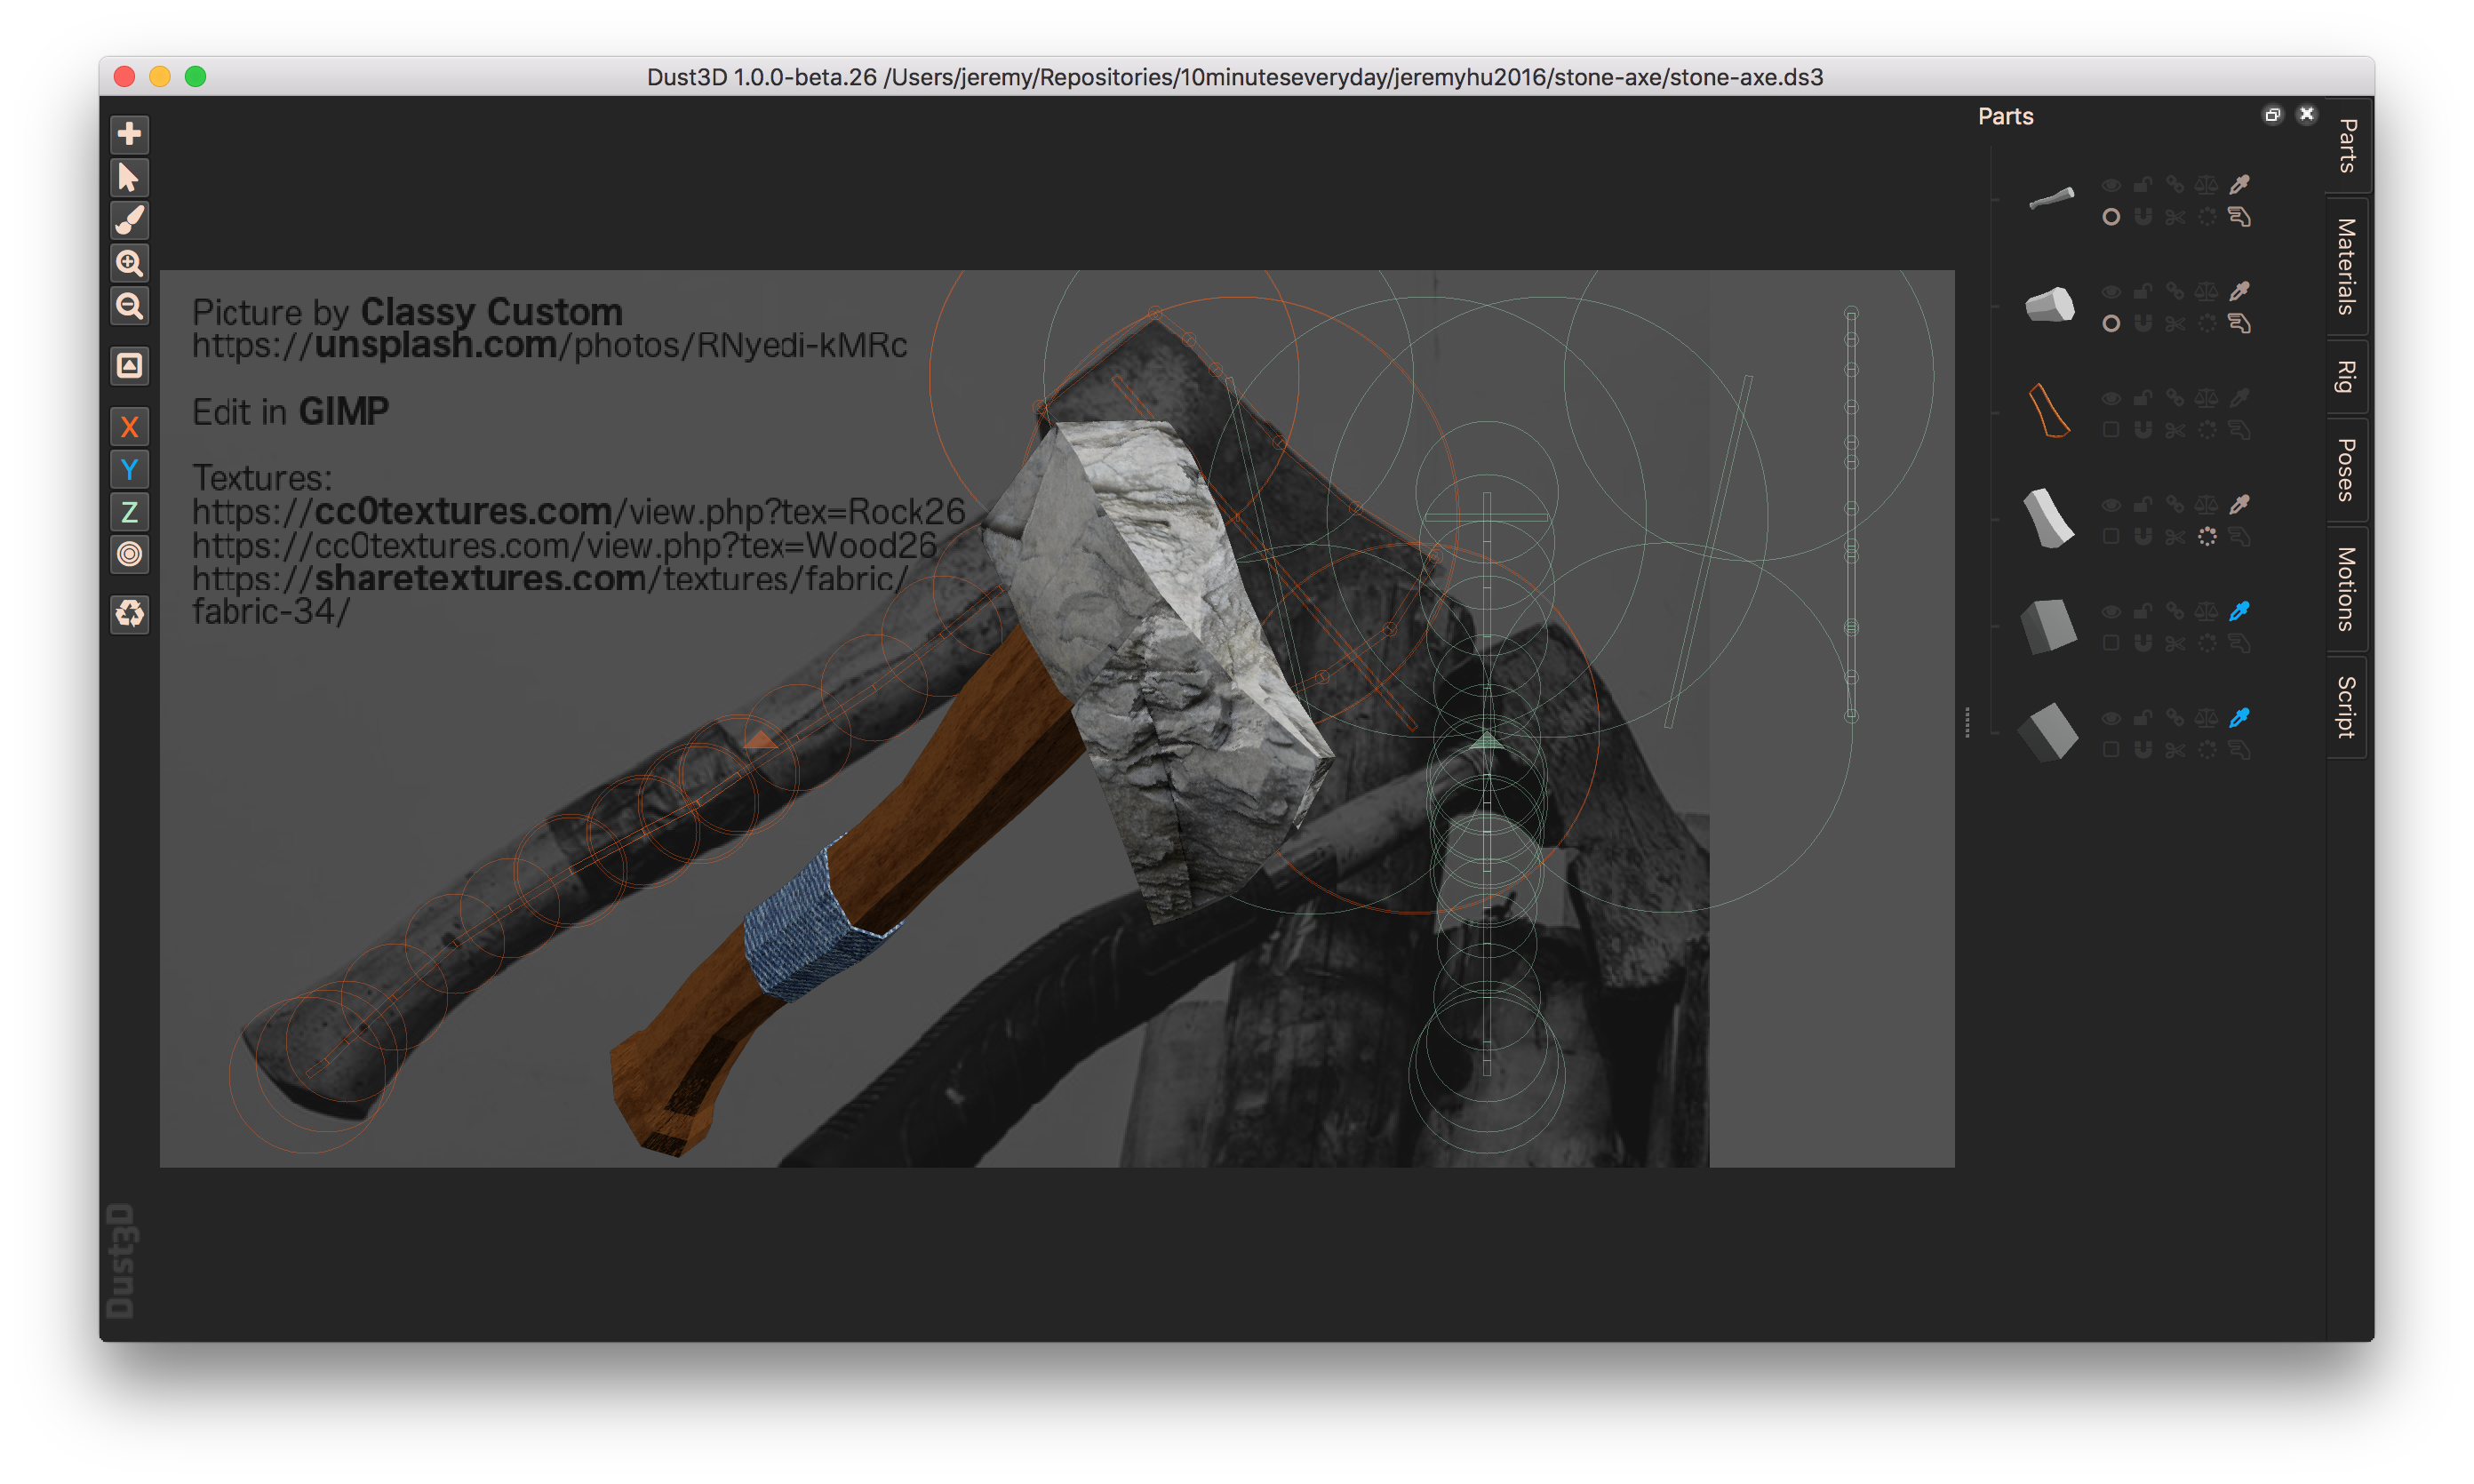 Dust3D 1.0.0-beta.26 /Users/jeremy/Repositories/10minuteseveryday/jeremyhu2016/stone-axe/stone-axe.ds3
Parts
Picture by Classy Custom
https://unsplash.com/photos/RNyedi-kMRc
Edit in GIMP
Textures:
https://cc0textures.com/view.php?tex=Rock26
https://cc0textures.com/view.php?tex=Wood26
https://sharetextures.com/textures/fabric/
fabric-34/
X
Y
Z
Dust3D
Parts
Materials
Rig
Poses
Motions
Script